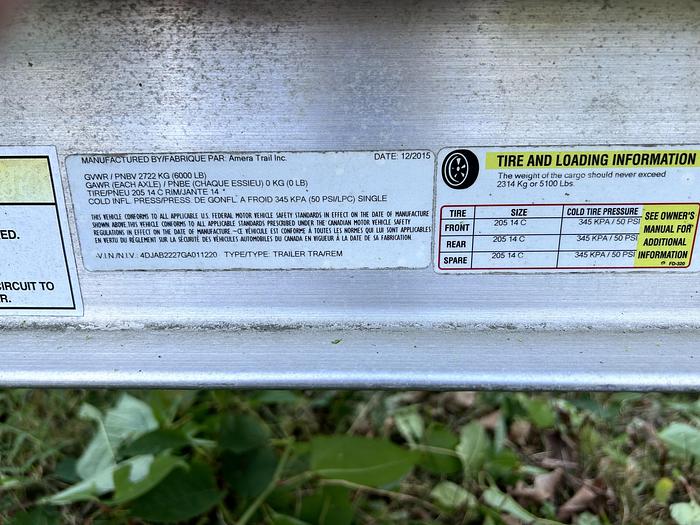 ED.
CIRCUIT TO
R.
MANUFACTURED BY/FABRIQUE PAR: Amera Trail Inc. DATE: 12/2015
GVWR / PNBV 2722 KG (6000 LB)
GAWR (EACH AXLE) / PNBE (CHAQUE ESSIEU) 0 KG (0 LB)
TIRE/PNEU 205 14 C RIM/JANTE 14 "
COLD INFL. PRESS/PRESS. DE GONFL. A FROID 345 KPA (50 PSI/LPC) SINGLE
THIS VEHICLE CONFORMS TO ALL APPLICABLE U.S. FEDERAL MOTOR VEHICLE SAFETY STANDARDS IN EFFECT ON THE DATE OF MANUFACTURE
SHOWN ABOVE.THIS VEHICLE CONFORMS TO ALL APPLICABLE STANDARDS PRESCRIBED UNDER THE CANADIAN MOTOR VEHICLE SAFETY
REGULATIONS IN EFFECT ON THE DATE OF MANUFACTURE.-CE VÉHICULE EST CONFORME À TOUTES LES NORMES QUI LUI SONT APPLICABLES
EN VERTU DU RÈGLEMENT SUR LA SÉCURITÉ DES VÉHICULES AUTOMOBILES DU CANADA EN VIGUEUR À LA DATE DE SA FABRICATION.
-V.I.N./N.I.V.: 4DJAB2227GA011220 TYPE/TYPE: TRAILER TRA/REM
TIRE AND LOADING INFORMATION
The weight of the cargo should never exceed
2314 Kg or 5100 Lbs.
TIRE SIZE COLD TIRE PRESSURE
FRONT 205 14 C 345 KPA / 50 PSI
REAR 205 14 C 345 KPA / 50 PSI
SPARE 205 14 C 345 KPA / 50 PSI
SEE OWNER'S
MANUAL FOR
ADDITIONAL
INFORMATION
FD-320